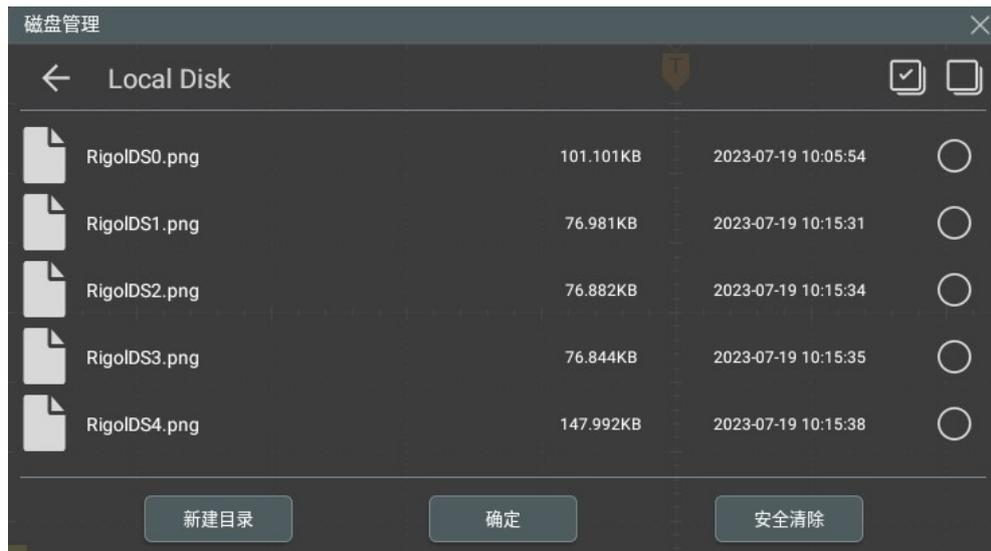 磁盘管理
Local Disk
T
RigolDS0.png 101.101KB 2023-07-19 10:05:54
RigolDS1.png 76.981KB 2023-07-19 10:15:31
RigolDS2.png 76.882KB 2023-07-19 10:15:34
RigolDS3.png 76.844KB 2023-07-19 10:15:35
RigolDS4.png 147.992KB 2023-07-19 10:15:38
新建目录 确定 安全清除